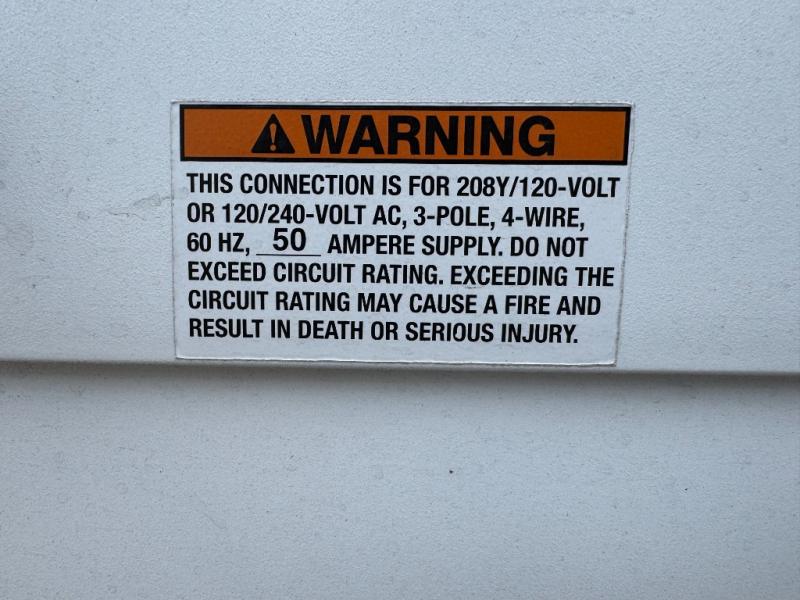 WARNING
THIS CONNECTION IS FOR 208Y/120-VOLT
OR 120/240-VOLT AC, 3-POLE, 4-WIRE,
60 HZ, 50 AMPERE SUPPLY. DO NOT
EXCEED CIRCUIT RATING. EXCEEDING THE
CIRCUIT RATING MAY CAUSE A FIRE AND
RESULT IN DEATH OR SERIOUS INJURY.